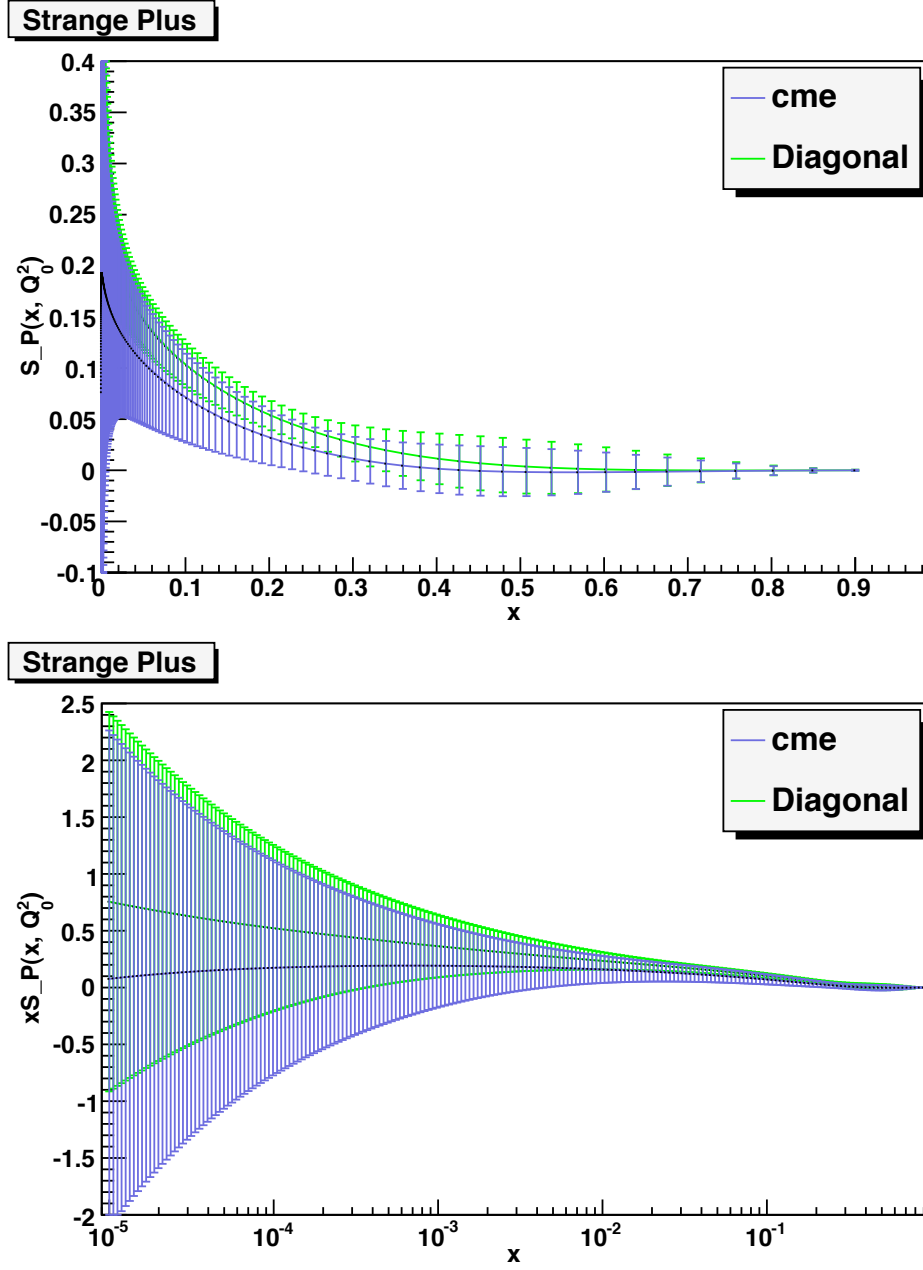 Strange Plus
S_P(x, Q₀²)
0.4
0.35
0.3
0.25
0.2
0.15
0.1
0.05
0
-0.05
-0.1
cme
Diagonal
0 0.1 0.2 0.3 0.4 0.5 0.6 0.7 0.8 0.9
x
Strange Plus
xS_P(x, Q₀²)
2.5
2
1.5
1
0.5
0
-0.5
-1
-1.5
-2
cme
Diagonal
10⁻⁵ 10⁻⁴ 10⁻³ 10⁻² 10⁻¹
x